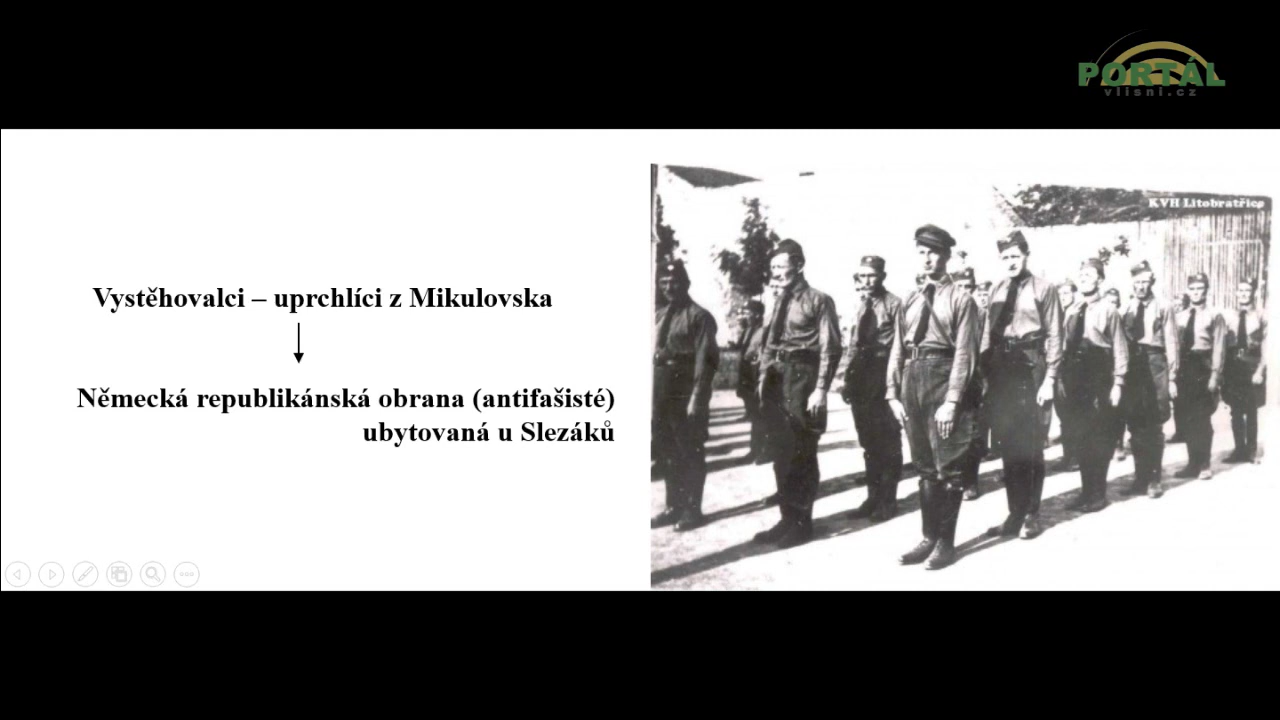 PORTÁL
vlisni.cz
KVH Litobratřice
Vystěhovalci – uprchlíci z Mikulovska
Německá republikánská obrana (antifašisté)
ubytovaná u Slezáků